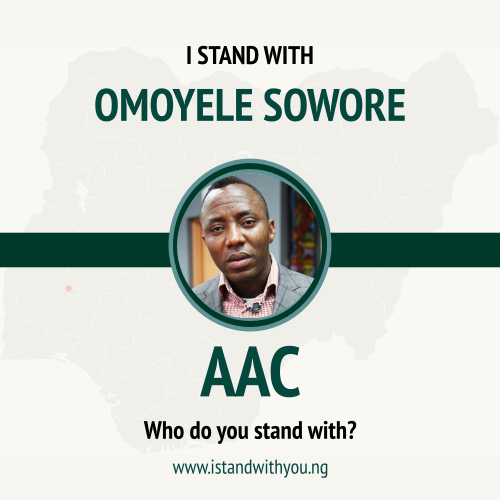 I STAND WITH
OMOYELE SOWORE
AAC
Who do you stand with?
www.istandwithyou.ng